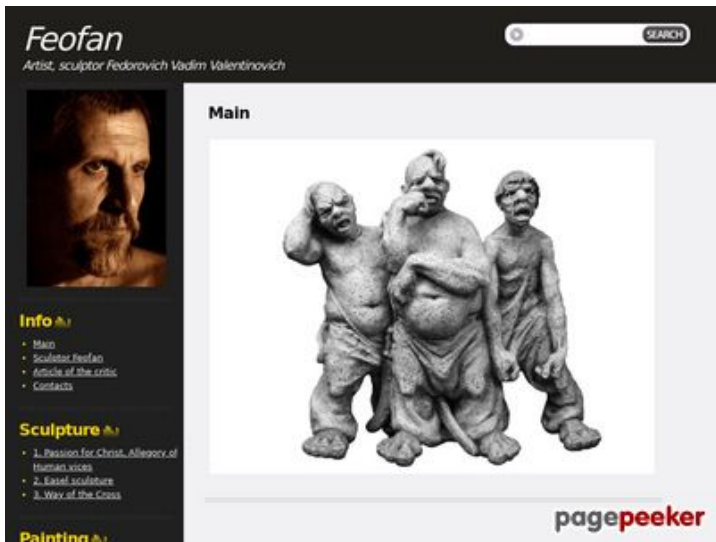 Feofan
SEARCH
Artist, sculptor Fedorovich Vadim Valentinovich
Main
Info
Main
Sculptor Feofan
Article of the critic
Contacts
Sculpture
1. Passion for Christ. Allegory of
Human vices
2. Easel sculpture
3. Way of the Cross
Painting
pagepeeker